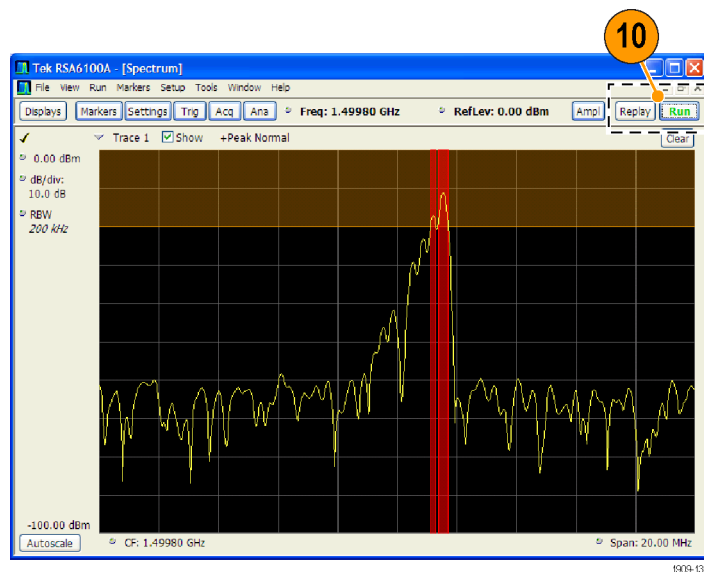 10
Tek RSA6100A - [Spectrum]
File View Run Markers Setup Tools Window Help
Displays Markers Settings Trig Acq Ana Freq: 1.49980 GHz RefLev: 0.00 dBm Ampl Replay Run
Trace 1 Show +Peak Normal Clear
0.00 dBm
dB/div:
10.0 dB
RBW
200 kHz
-100.00 dBm
Autoscale CF: 1.49980 GHz Span: 20.00 MHz
1909-13